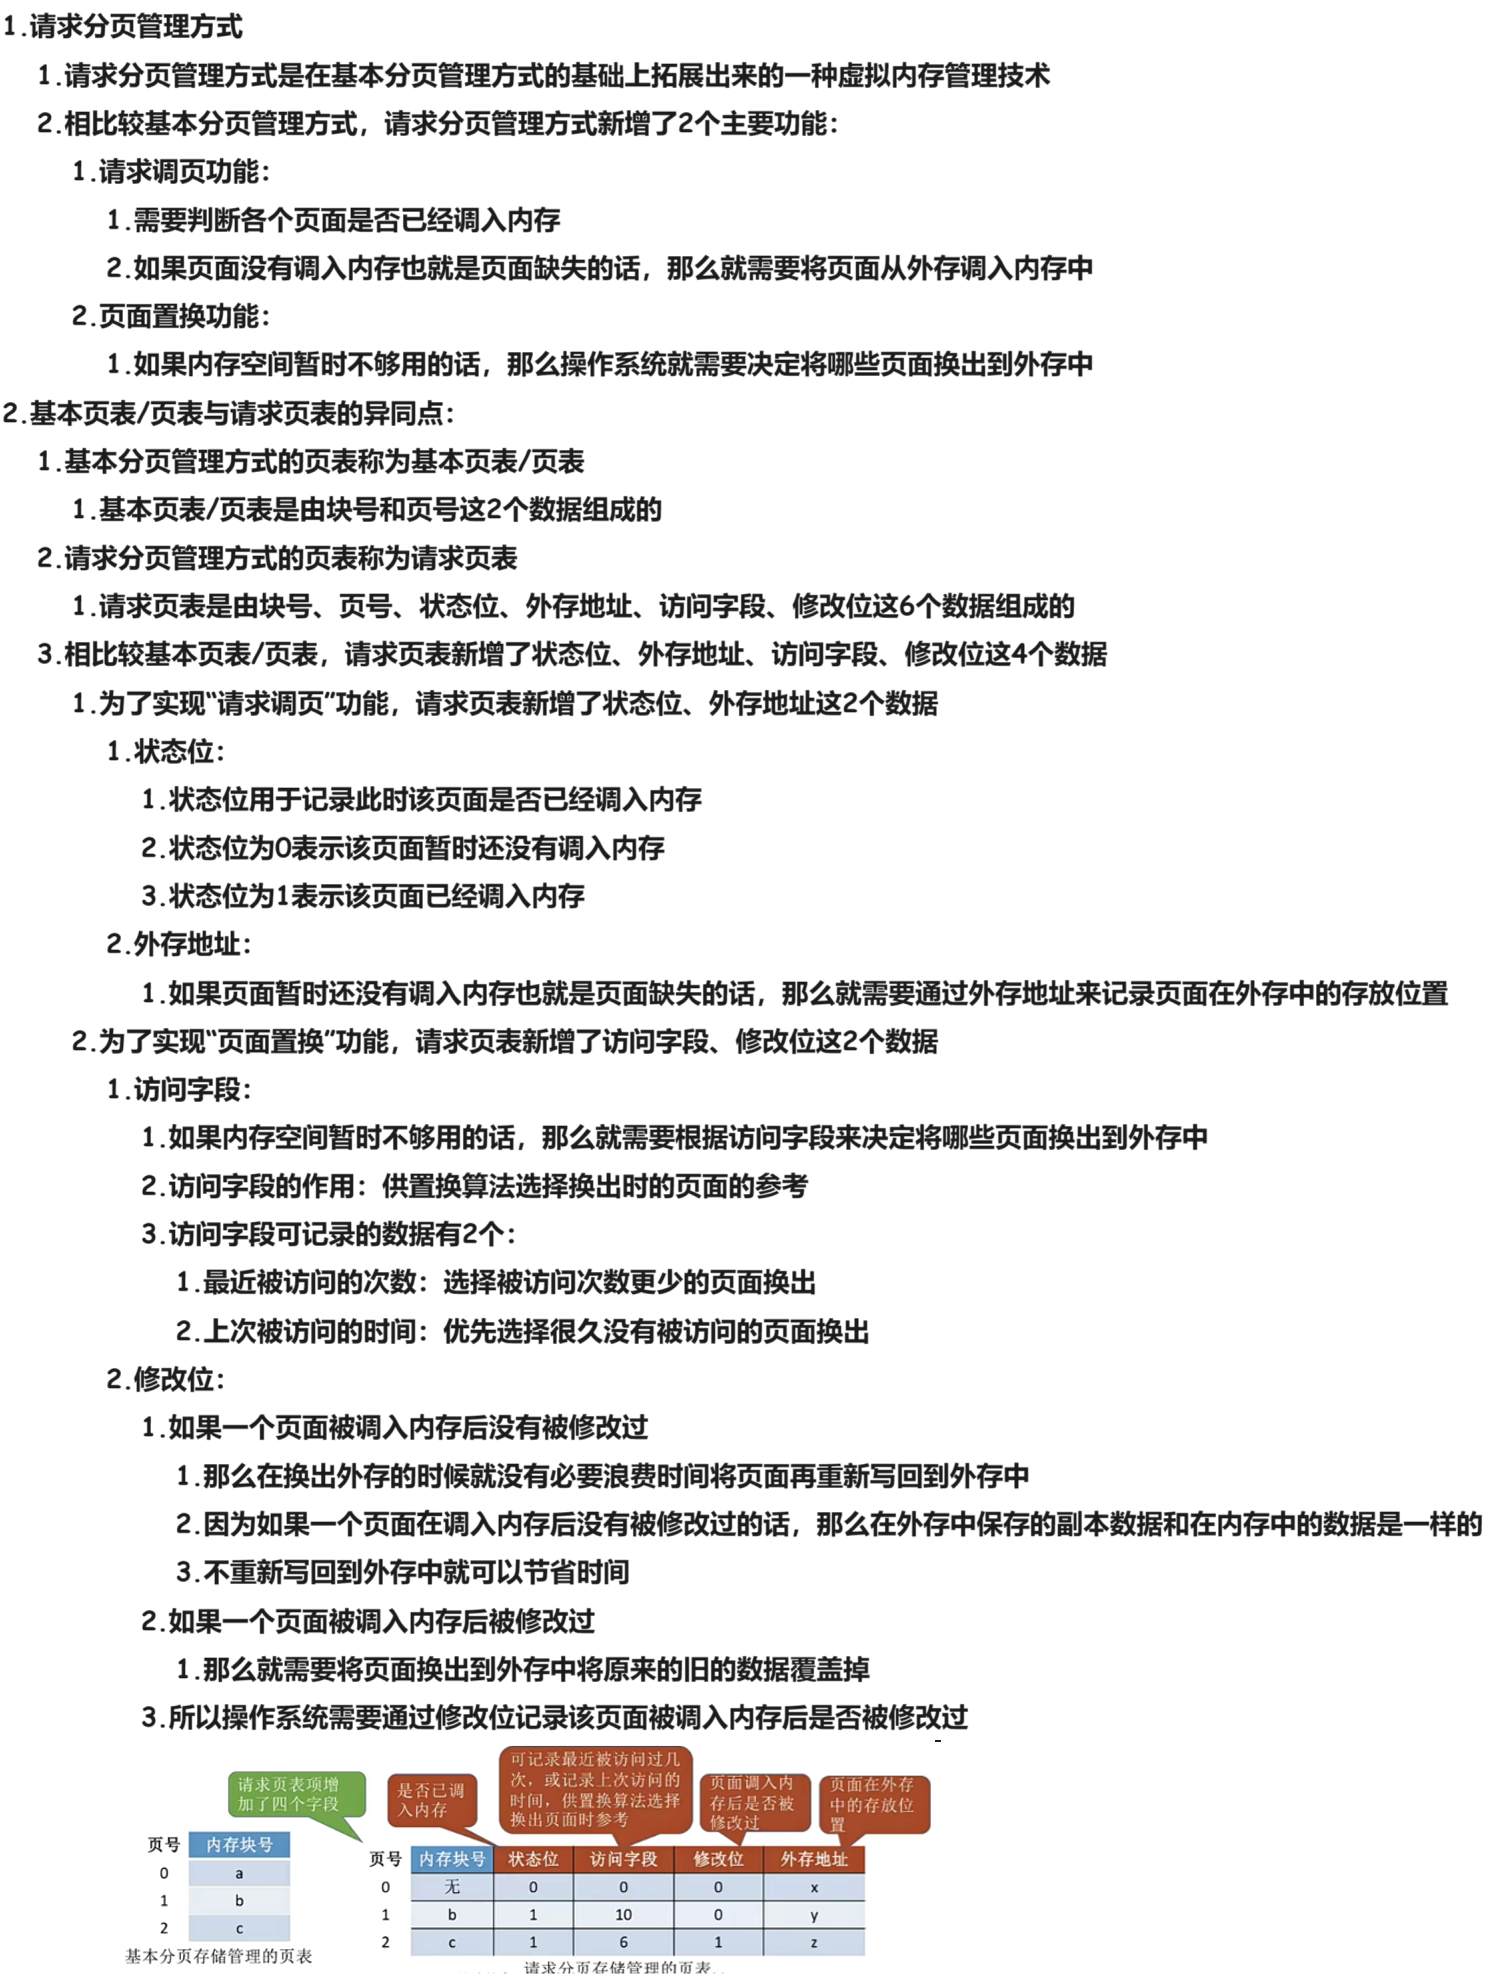 1.请求分页管理方式
1.请求分页管理方式是在基本分页管理方式的基础上拓展出来的一种虚拟内存管理技术
2.相比较基本分页管理方式，请求分页管理方式新增了2个主要功能：
1.请求调页功能：
1.需要判断各个页面是否已经调入内存
2.如果页面没有调入内存也就是页面缺失的话，那么就需要将页面从外存调入内存中
2.页面置换功能：
1.如果内存空间暂时不够用的话，那么操作系统就需要决定将哪些页面换出到外存中
2.基本页表/页表与请求页表的异同点：
1.基本分页管理方式的页表称为基本页表/页表
1.基本页表/页表是由块号和页号这2个数据组成的
2.请求分页管理方式的页表称为请求页表
1.请求页表是由块号、页号、状态位、外存地址、访问字段、修改位这6个数据组成的
3.相比较基本页表/页表，请求页表新增了状态位、外存地址、访问字段、修改位这4个数据
1.为了实现“请求调页”功能，请求页表新增了状态位、外存地址这2个数据
1.状态位：
1.状态位用于记录此时该页面是否已经调入内存
2.状态位为0表示该页面暂时还没有调入内存
3.状态位为1表示该页面已经调入内存
2.外存地址：
1.如果页面暂时还没有调入内存也就是页面缺失的话，那么就需要通过外存地址来记录页面在外存中的存放位置
2.为了实现“页面置换”功能，请求页表新增了访问字段、修改位这2个数据
1.访问字段：
1.如果内存空间暂时不够用的话，那么就需要根据访问字段来决定将哪些页面换出到外存中
2.访问字段的作用：供置换算法选择换出时的页面的参考
3.访问字段可记录的数据有2个：
1.最近被访问的次数：选择被访问次数更少的页面换出
2.上次被访问的时间：优先选择很久没有被访问的页面换出
2.修改位：
1.如果一个页面被调入内存后没有被修改过
1.那么在换出外存的时候就没有必要浪费时间将页面再重新写回到外存中
2.因为如果一个页面在调入内存后没有被修改过的话，那么在外存中保存的副本数据和在内存中的数据是一样的
3.不重新写回到外存中就可以节省时间
2.如果一个页面被调入内存后被修改过
1.那么就需要将页面换出到外存中将原来的旧的数据覆盖掉
3.所以操作系统需要通过修改位记录该页面被调入内存后是否被修改过
请求页表项增
加了四个字段
是否已调
入内存
可记录最近被访问过几
次，或记录上次访问的
时间，供置换算法选择
换出页面时参考
页面调入内
存后是否被
修改过
页面在外存
中的存放位
置
页号 内存块号
0 a
1 b
2 c
基本分页存储管理的页表
页号 内存块号 状态位 访问字段 修改位 外存地址
0 无 0 0 0 x
1 b 1 10 0 y
2 c 1 6 1 z
请求分页存储管理的页表